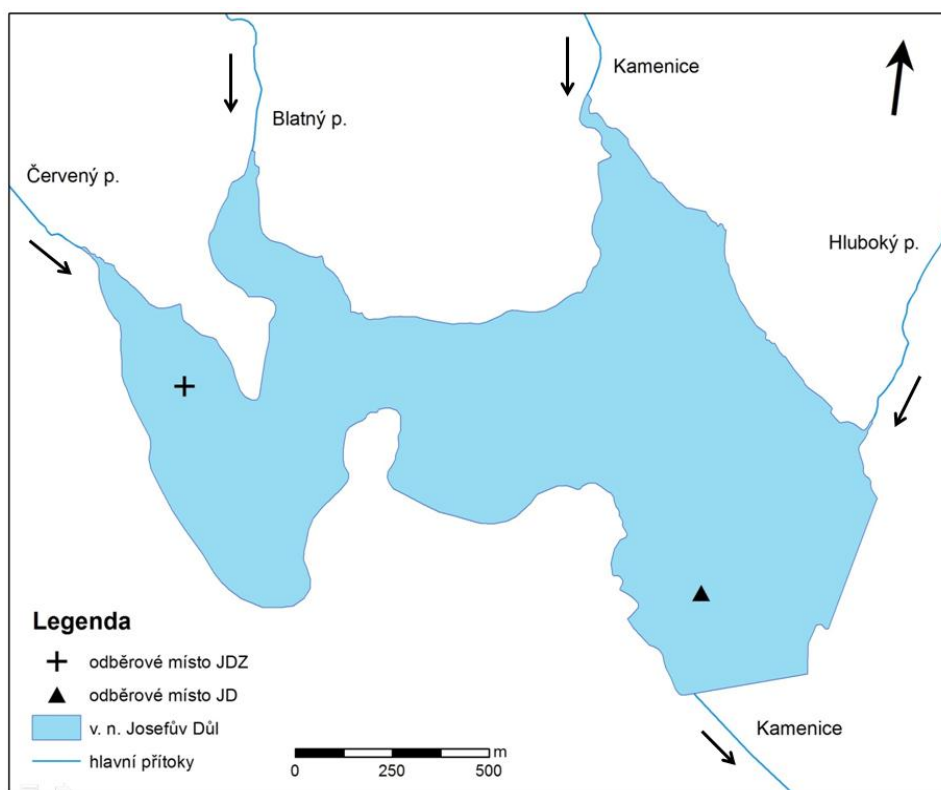 Kamenice
Blatný p.
Červený p.
Hluboký p.
Legenda
odběrové místo JDZ
odběrové místo JD
v. n. Josefův Důl
hlavní přítoky
Kamenice
m
0 250 500